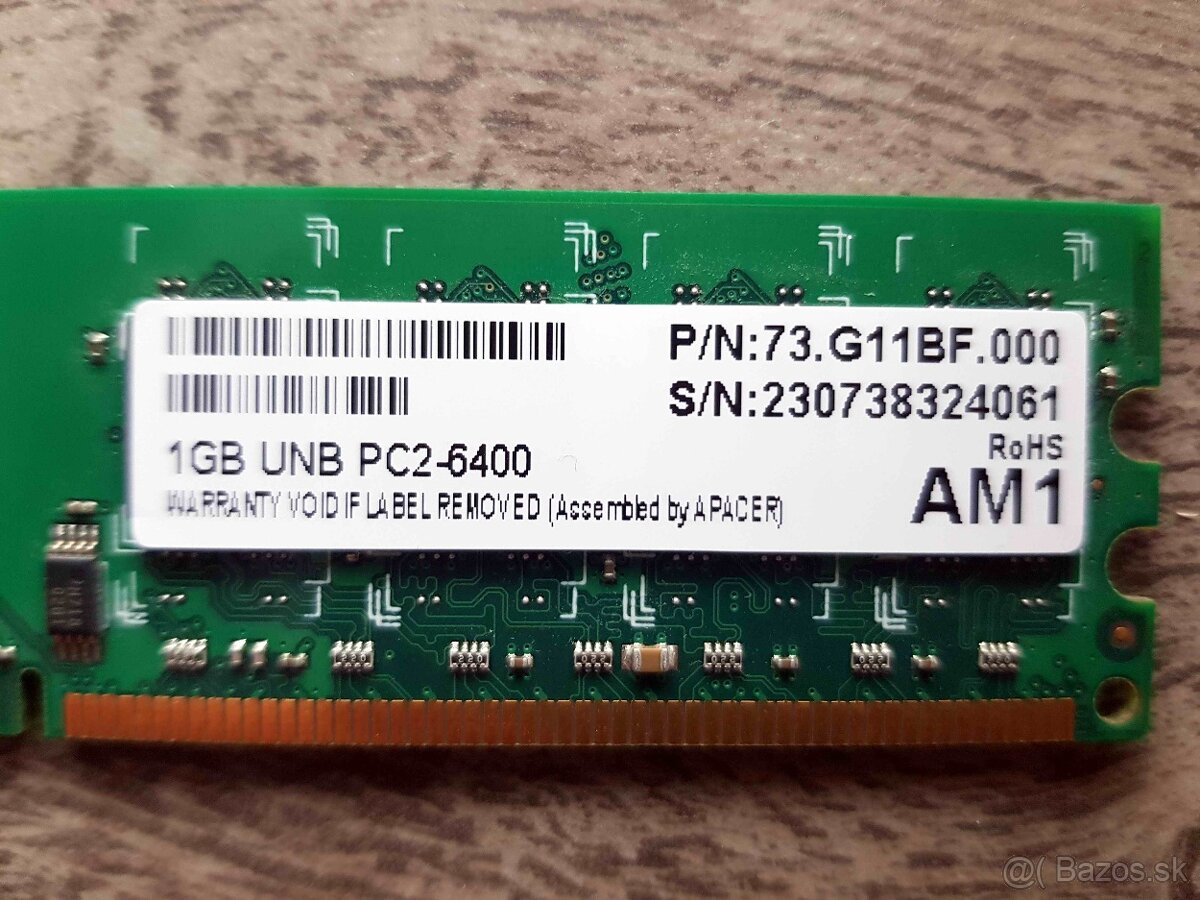 P/N:73.G11BF.000
S/N:230738324061
RoHS
1GB UNB PC2-6400
AM1
WARRANTY VOID IF LABEL REMOVED (Assembled by APACER)
@( Bazos.sk